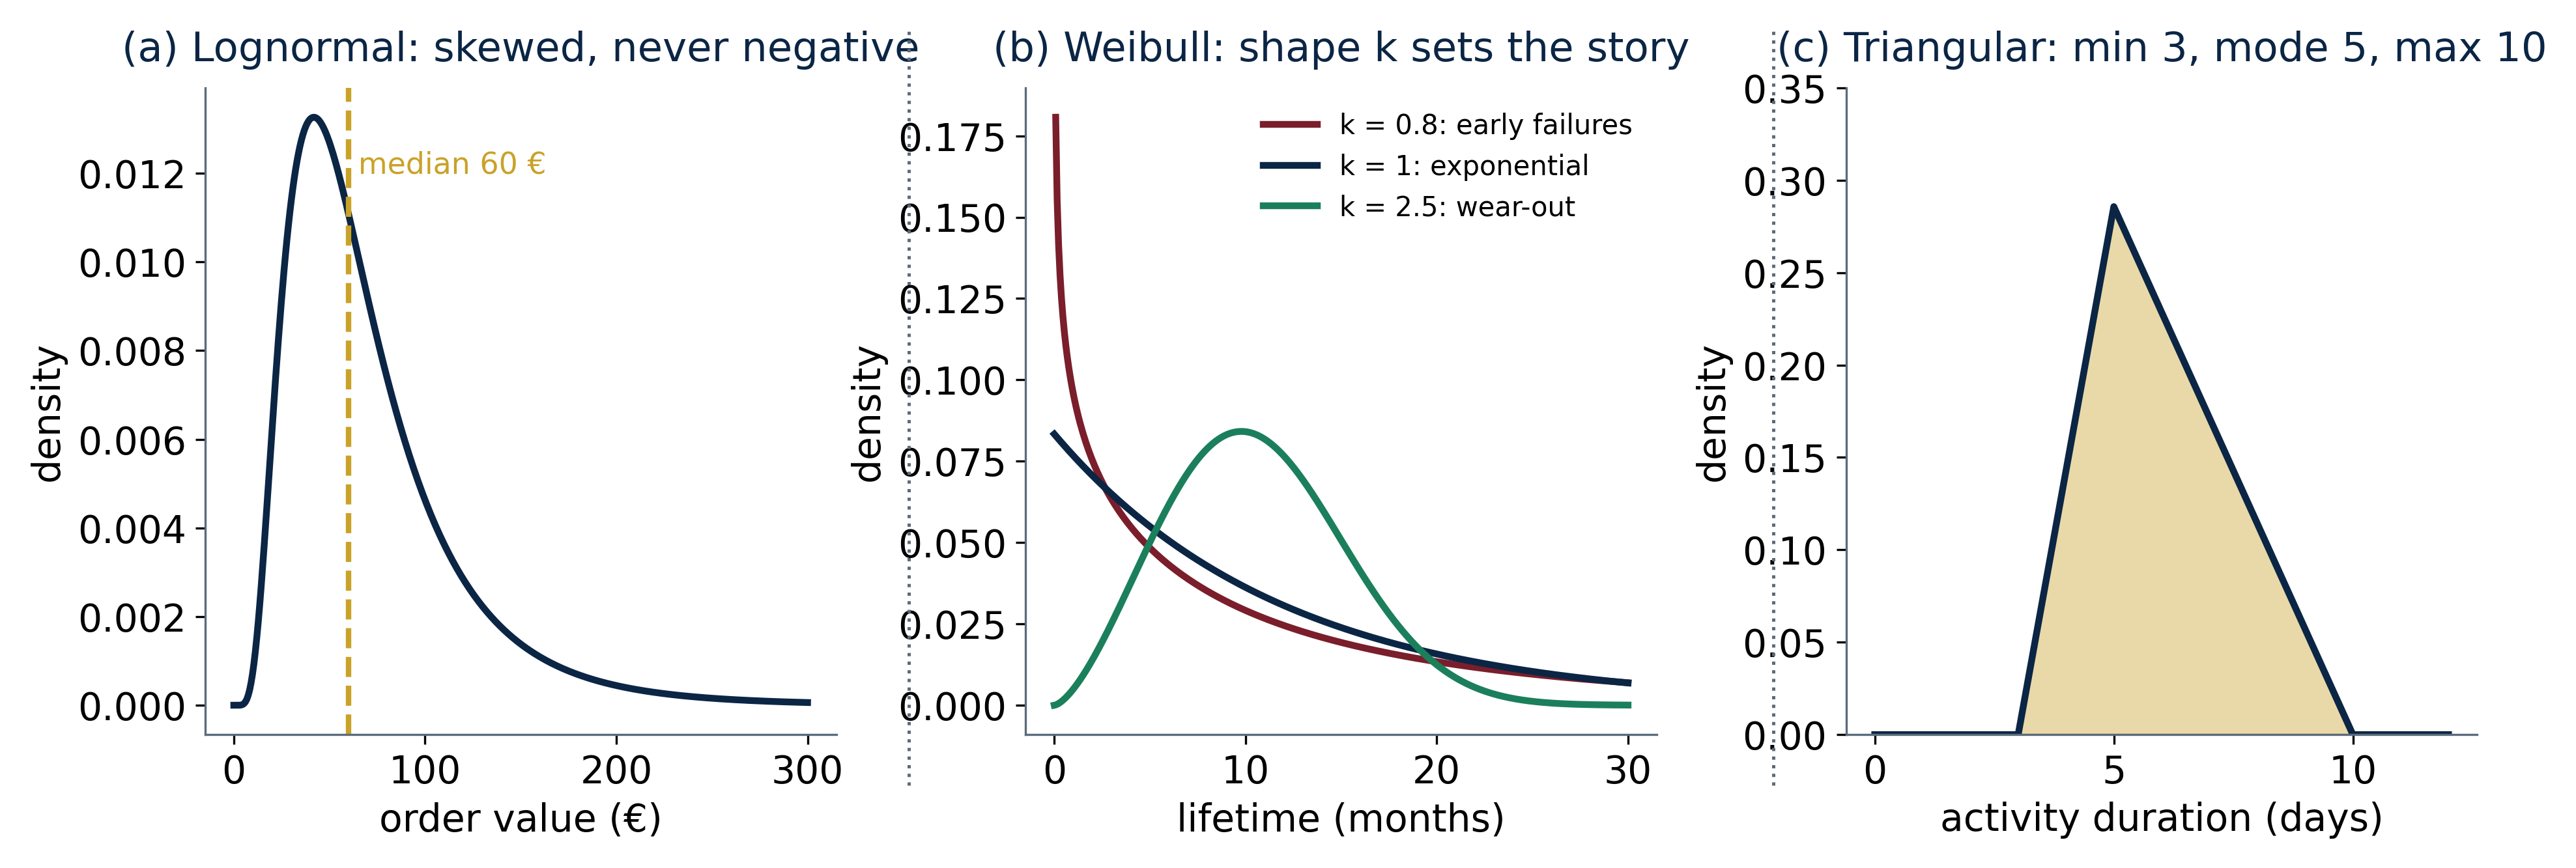 (a) Lognormal: skewed, never negative
median 60 €
0.012
0.010
0.008
0.006
0.004
0.002
0.000
density
0
100
200
300
order value (€)
(b) Weibull: shape k sets the story
k = 0.8: early failures
k = 1: exponential
k = 2.5: wear-out
0.175
0.150
0.125
0.100
0.075
0.050
0.025
0.000
density
0
10
20
30
lifetime (months)
(c) Triangular: min 3, mode 5, max 10
0.35
0.30
0.25
0.20
0.15
0.10
0.05
0.00
density
0
5
10
activity duration (days)